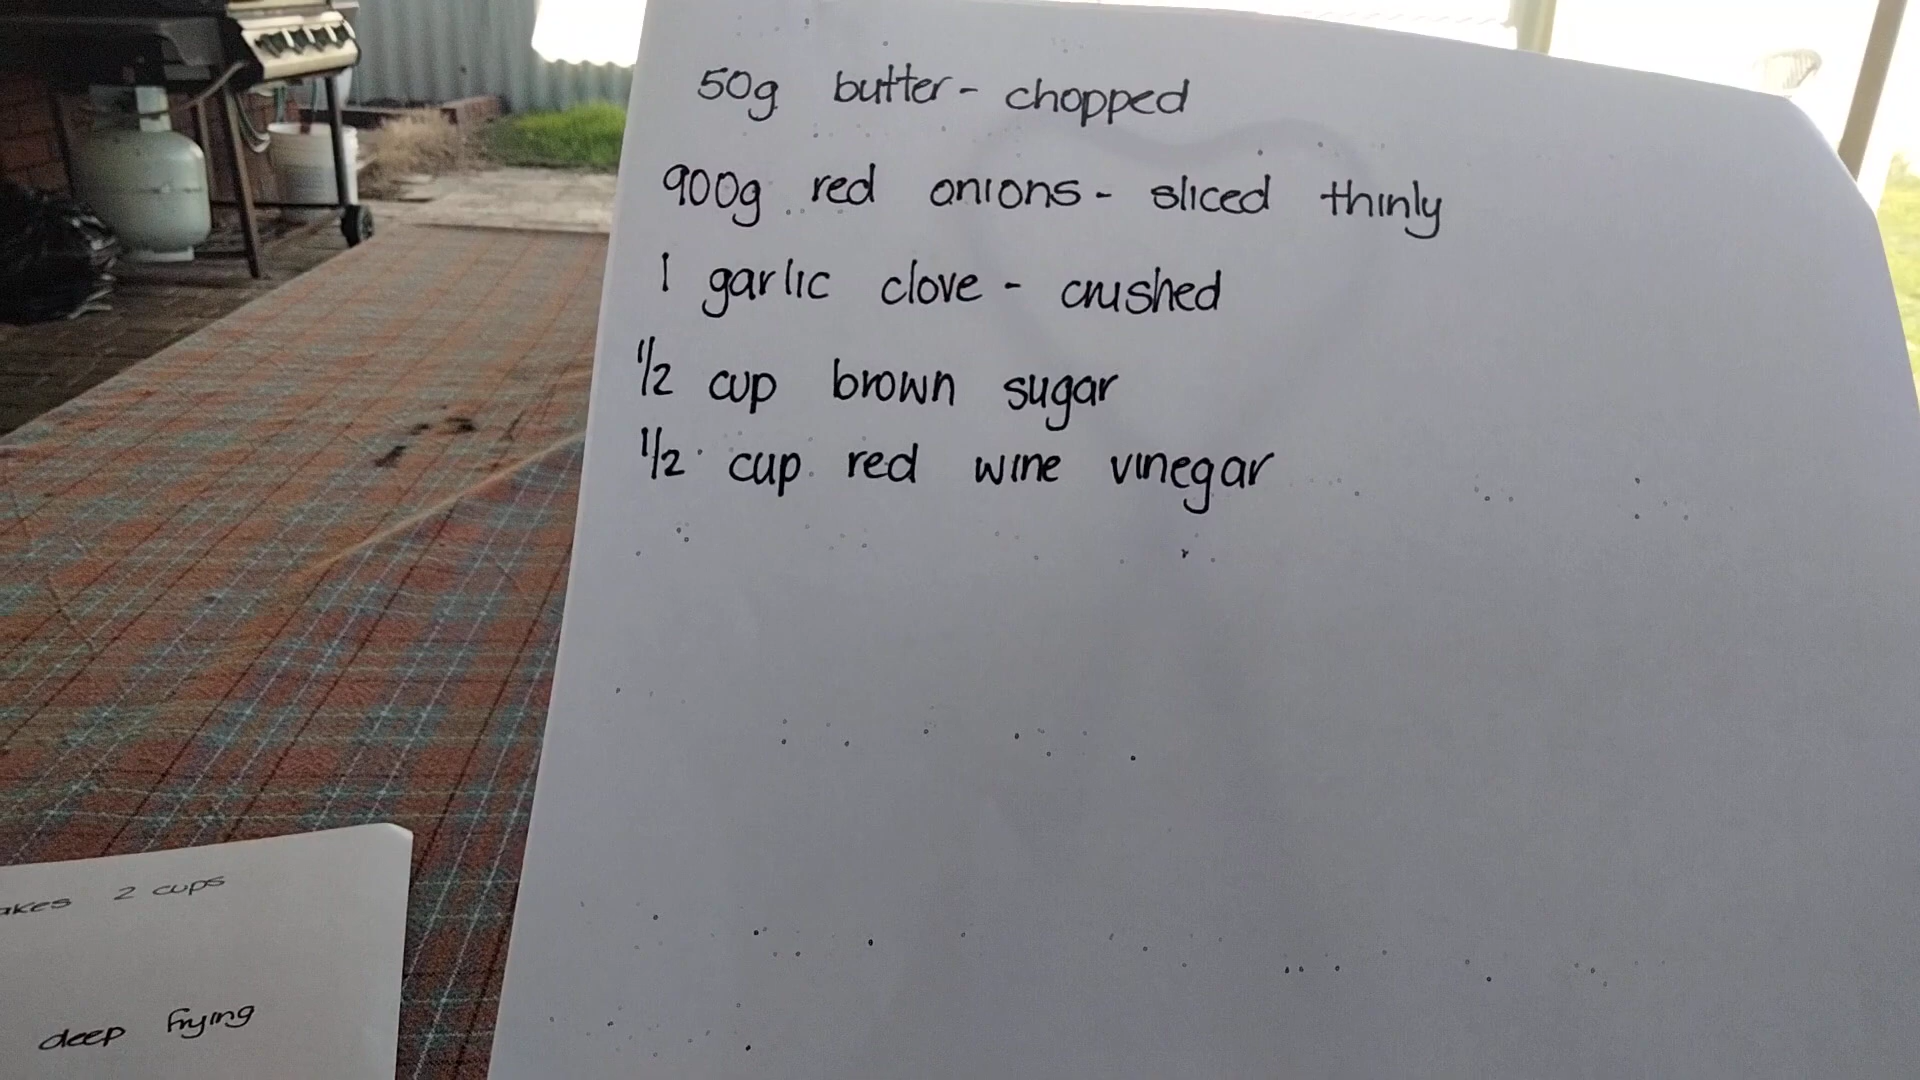 50g butter - chopped
900g red onions - sliced thinly
1 garlic clove - crushed
1/2 cup brown sugar
1/2 cup red wine vinegar
akes 2 cups
deep frying